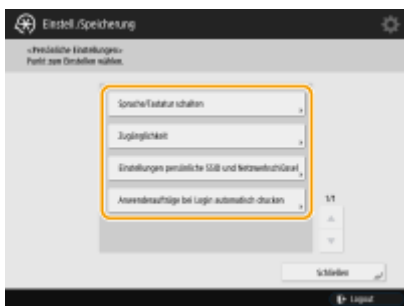 Einstell./Speicherung
<Persönliche Einstellungen>
Punkt zum Einstellen wählen.
Sprache/Tastatur schalten
Zugänglichkeit
Einstellungen persönliche SSID und Netzwerkschlüssel
Anwenderaufträge bei Login automatisch drucken
1/1
Schließen
Logout